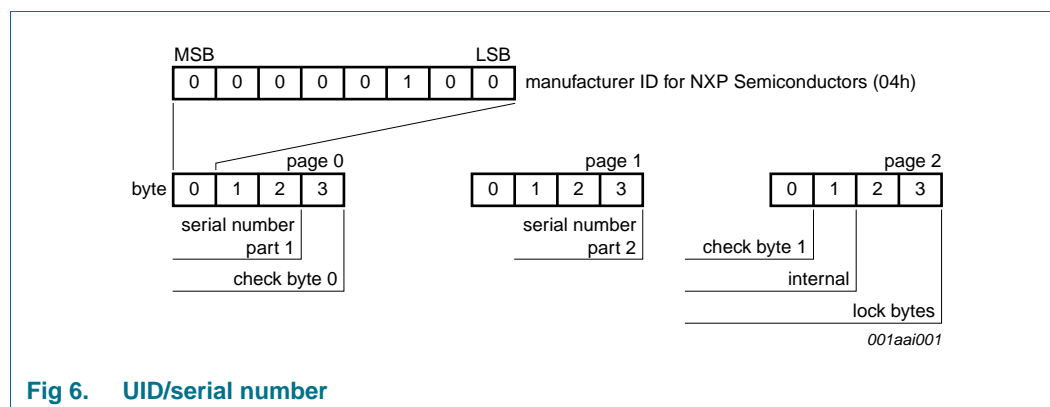 MSB LSB
0 0 0 0 0 1 0 0 manufacturer ID for NXP Semiconductors (04h)
page 0 page 1 page 2
byte 0 1 2 3 0 1 2 3 0 1 2 3
serial number serial number
part 1 part 2 check byte 1
check byte 0 internal
lock bytes
001aai001
Fig 6. UID/serial number